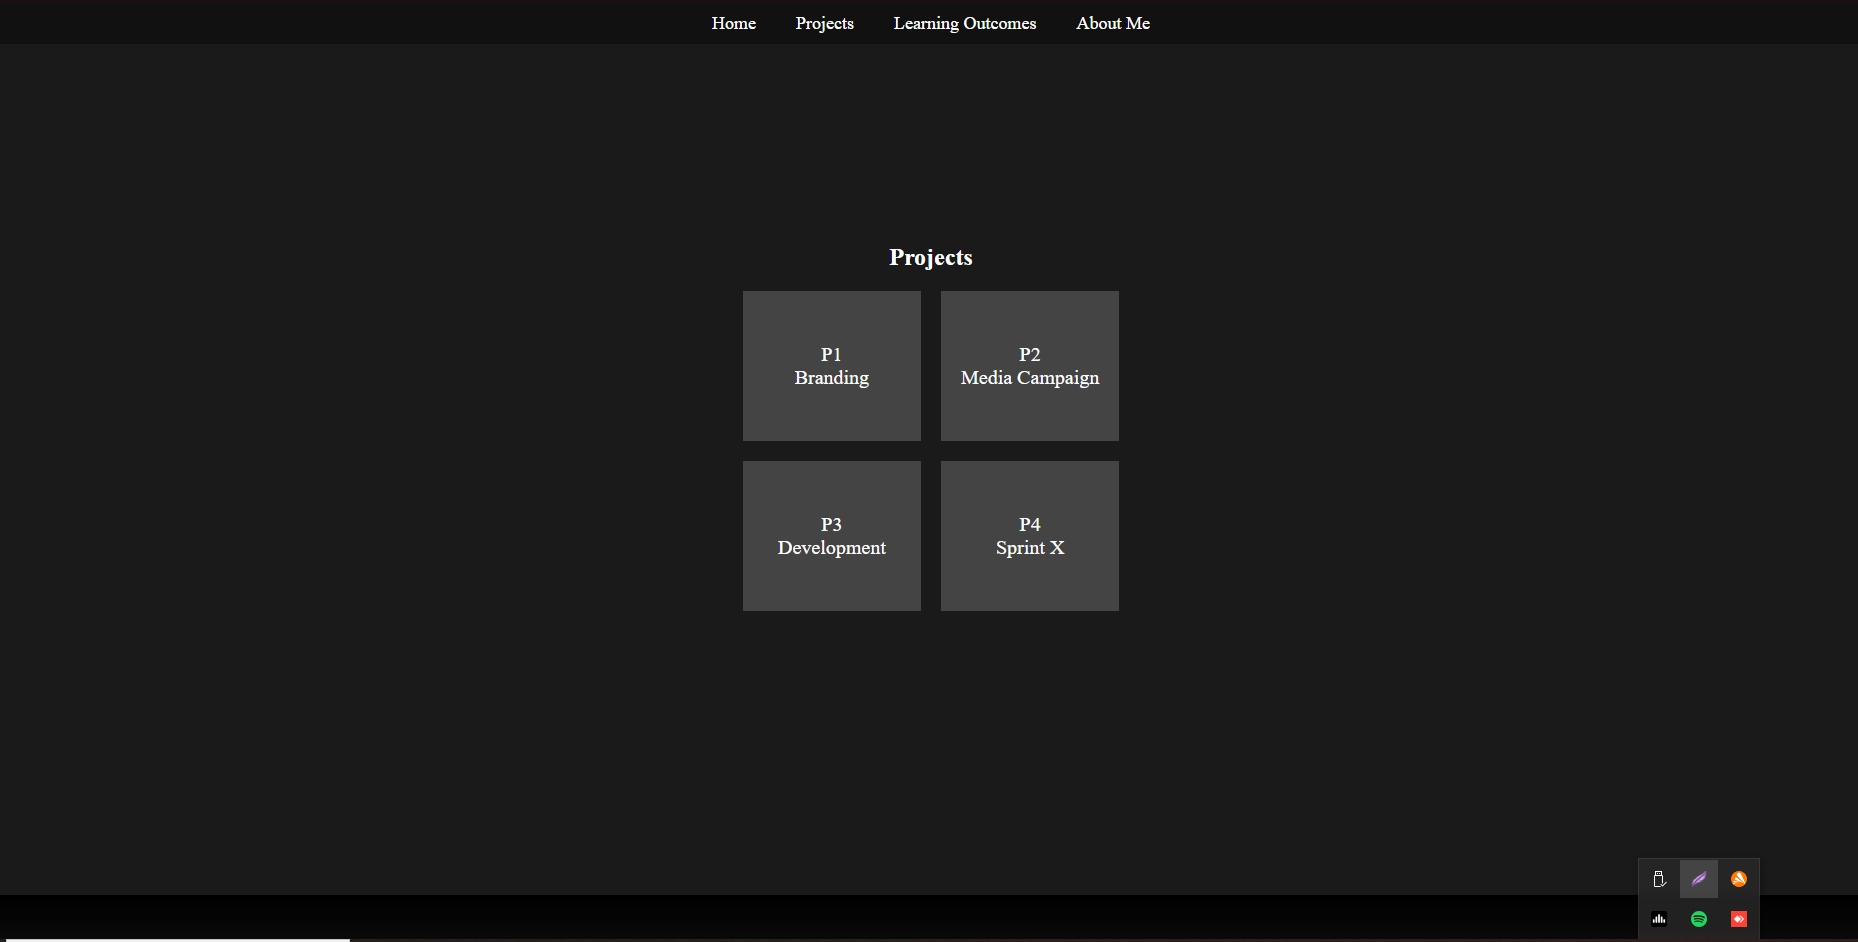 Home Projects Learning Outcomes About Me
Projects
P1
Branding
P2
Media Campaign
P3
Development
P4
Sprint X